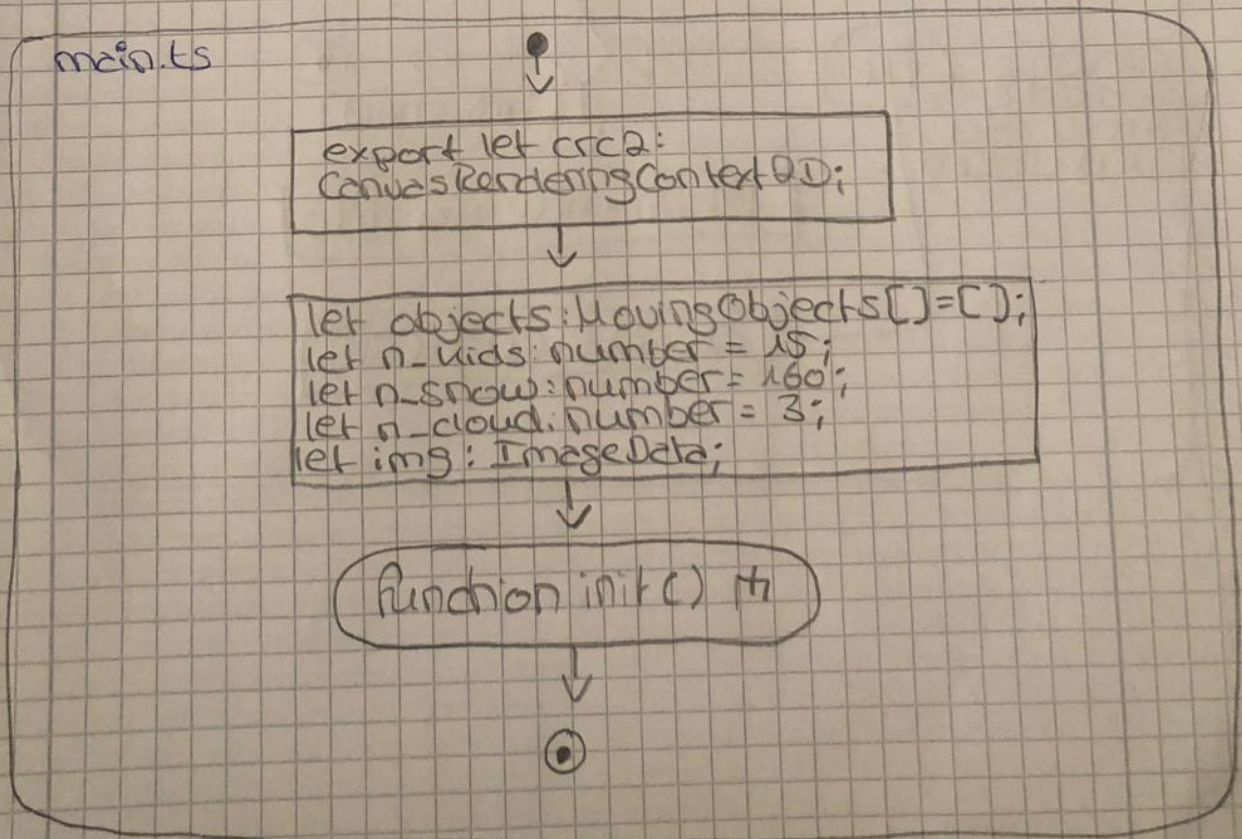 main.ts
export let crc2:
CanvasRenderingContext2D;
let objects: MovingObjects[]=[];
let n_kids: number = 15;
let n_snow: number = 160;
let n_cloud: number = 3;
let img: ImageData;
function init()